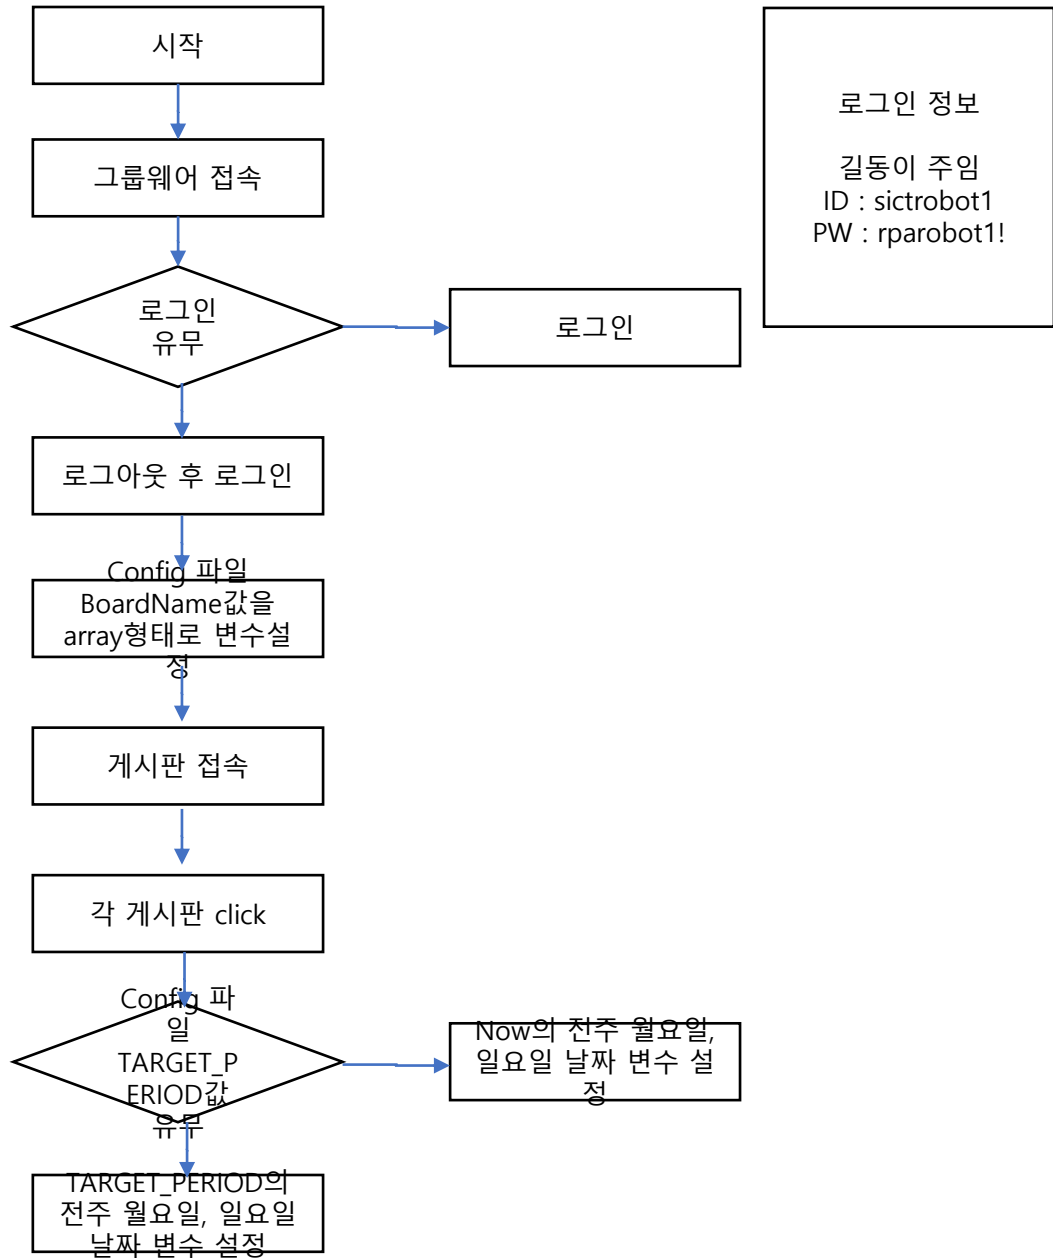 시작
그룹웨어 접속
로그인
유무
로그인
로그아웃 후 로그인
Config 파일
BoardName값을
array형태로 변수설
정
게시판 접속
각 게시판 click
Config 파
일
TARGET_P
ERIOD값
유무
Now의 전주 월요일,
일요일 날짜 변수 설
정
TARGET_PERIOD의
전주 월요일, 일요일
날짜 변수 설정
로그인 정보
길동이 주임
ID : sictrobot1
PW : rparobot1!